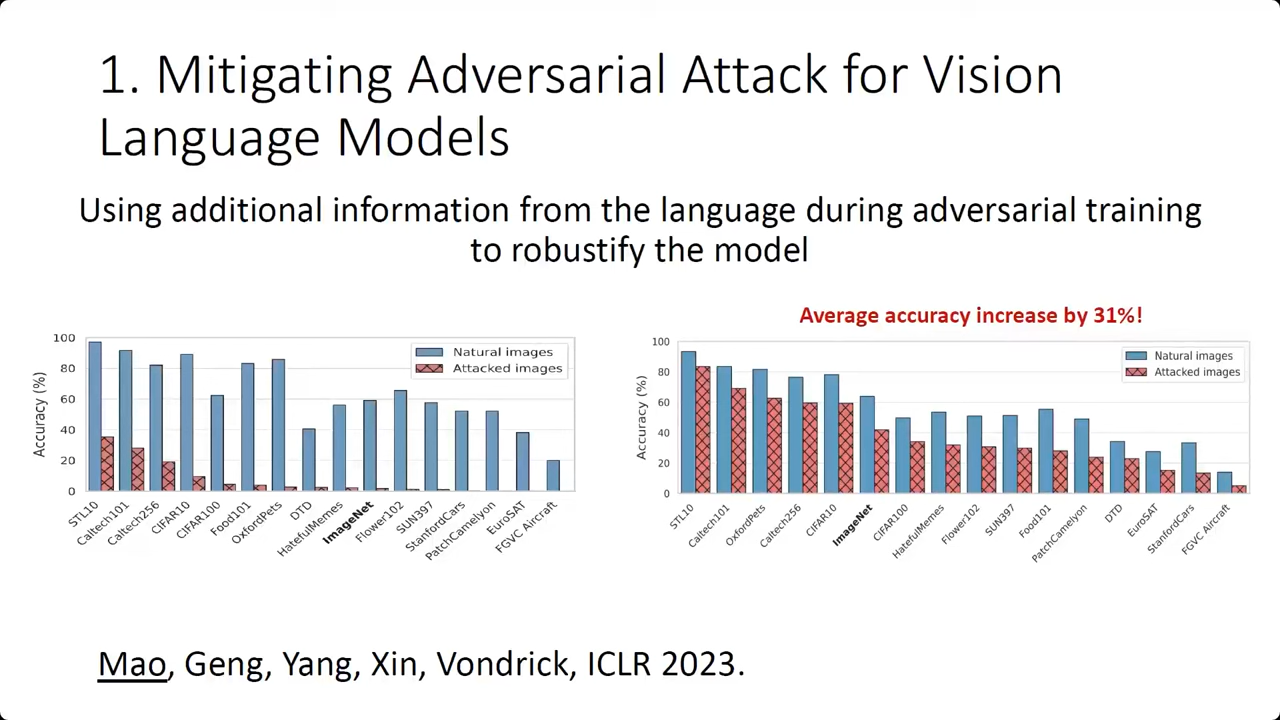 1. Mitigating Adversarial Attack for Vision
Language Models
Using additional information from the language during adversarial training
to robustify the model
Average accuracy increase by 31%!
Accuracy (%)
100
80
60
40
20
0
Natural images
Attacked images
STL10
Caltech101
Caltech256
CIFAR10
CIFAR100
Food101
OxfordPets
DTD
HatefulMemes
ImageNet
Flower102
SUN397
StanfordCars
PatchCamelyon
EuroSAT
FGVC Aircraft
Accuracy (%)
100
80
60
40
20
0
Natural images
Attacked images
STL10
Caltech101
OxfordPets
Caltech256
CIFAR10
ImageNet
CIFAR100
HatefulMemes
Flower102
SUN397
Food101
PatchCamelyon
DTD
EuroSAT
StanfordCars
FGVC Aircraft
Mao, Geng, Yang, Xin, Vondrick, ICLR 2023.